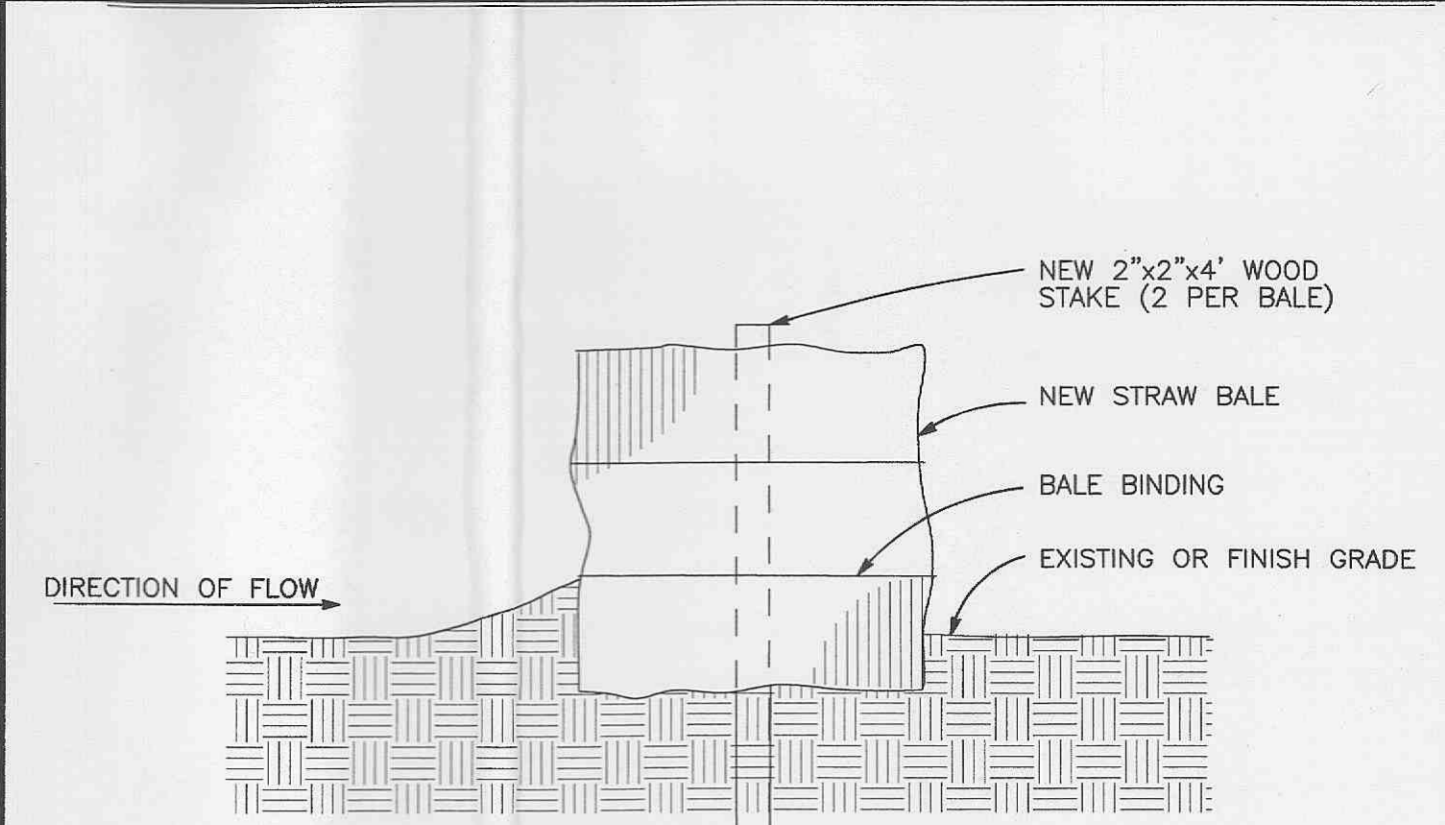 NEW 2"x2"x4' WOOD
STAKE (2 PER BALE)
NEW STRAW BALE
BALE BINDING
EXISTING OR FINISH GRADE
DIRECTION OF FLOW